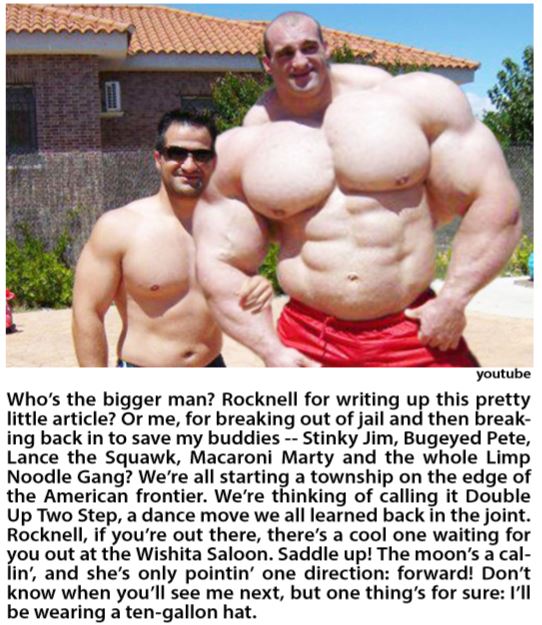 youtube
Who's the bigger man? Rocknell for writing up this pretty
little article? Or me, for breaking out of jail and then break-
ing back in to save my buddies -- Stinky Jim, Bugeyed Pete,
Lance the Squawk, Macaroni Marty and the whole Limp
Noodle Gang? We're all starting a township on the edge of
the American frontier. We're thinking of calling it Double
Up Two Step, a dance move we all learned back in the joint.
Rocknell, if you're out there, there's a cool one waiting for
you out at the Wishita Saloon. Saddle up! The moon's a cal-
lin', and she's only pointin' one direction: forward! Don't
know when you'll see me next, but one thing's for sure: I'll
be wearing a ten-gallon hat.